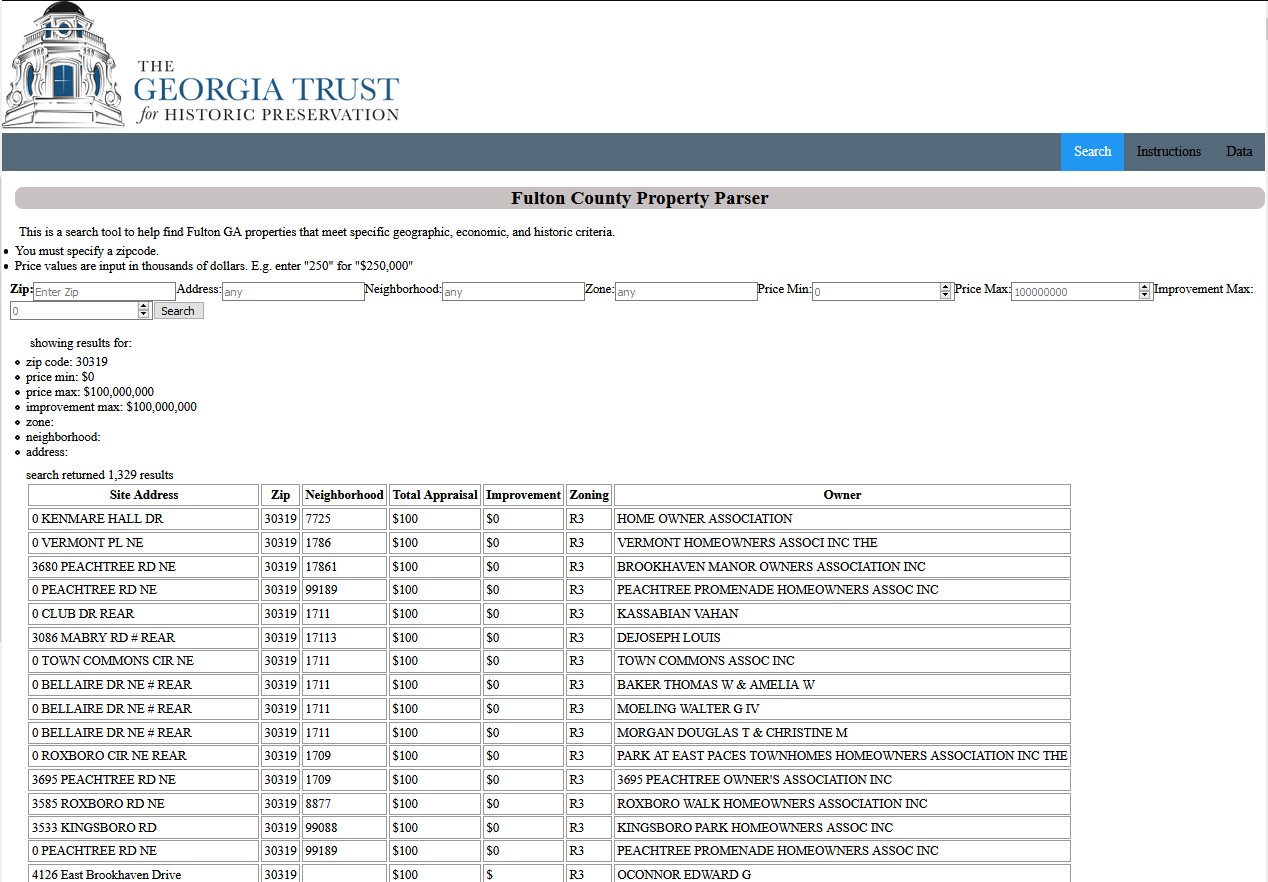 THE
GEORGIA TRUST
for HISTORIC PRESERVATION
Search Instructions Data
Fulton County Property Parser
This is a search tool to help find Fulton GA properties that meet specific geographic, economic, and historic criteria.
You must specify a zipcode.
Price values are input in thousands of dollars. E.g. enter "250" for "$250,000"
Zip: Enter Zip Address: any Neighborhood: any Zone: any Price Min: 0 Price Max: 100000000 Improvement Max:
0 Search
showing results for:
zip code: 30319
price min: $0
price max: $100,000,000
improvement max: $100,000,000
zone:
neighborhood:
address:
search returned 1,329 results
Site Address Zip Neighborhood Total Appraisal Improvement Zoning Owner
0 KENMARE HALL DR 30319 7725 $100 $0 R3 HOME OWNER ASSOCIATION
0 VERMONT PL NE 30319 1786 $100 $0 R3 VERMONT HOMEOWNERS ASSOCI INC THE
3680 PEACHTREE RD NE 30319 17861 $100 $0 R3 BROOKHAVEN MANOR OWNERS ASSOCIATION INC
0 PEACHTREE RD NE 30319 99189 $100 $0 R3 PEACHTREE PROMENADE HOMEOWNERS ASSOC INC
0 CLUB DR REAR 30319 1711 $100 $0 R3 KASSABIAN VAHAN
3086 MABRY RD # REAR 30319 17113 $100 $0 R3 DEJOSEPH LOUIS
0 TOWN COMMONS CIR NE 30319 1711 $100 $0 R3 TOWN COMMONS ASSOC INC
0 BELLAIRE DR NE # REAR 30319 1711 $100 $0 R3 BAKER THOMAS W & AMELIA W
0 BELLAIRE DR NE # REAR 30319 1711 $100 $0 R3 MOELING WALTER G IV
0 BELLAIRE DR NE # REAR 30319 1711 $100 $0 R3 MORGAN DOUGLAS T & CHRISTINE M
0 ROXBORO CIR NE REAR 30319 1709 $100 $0 R3 PARK AT EAST PACES TOWNHOMES HOMEOWNERS ASSOCIATION INC THE
3695 PEACHTREE RD NE 30319 1709 $100 $0 R3 3695 PEACHTREE OWNER'S ASSOCIATION INC
3585 ROXBORO RD NE 30319 8877 $100 $0 R3 ROXBORO WALK HOMEOWNERS ASSOCIATION INC
3533 KINGSBORO RD 30319 99088 $100 $0 R3 KINGSBORO PARK HOMEOWNERS ASSOC INC
0 PEACHTREE RD NE 30319 99189 $100 $0 R3 PEACHTREE PROMENADE HOMEOWNERS ASSOC INC
4126 East Brookhaven Drive 30319 $100 $ R3 OCONNOR EDWARD G